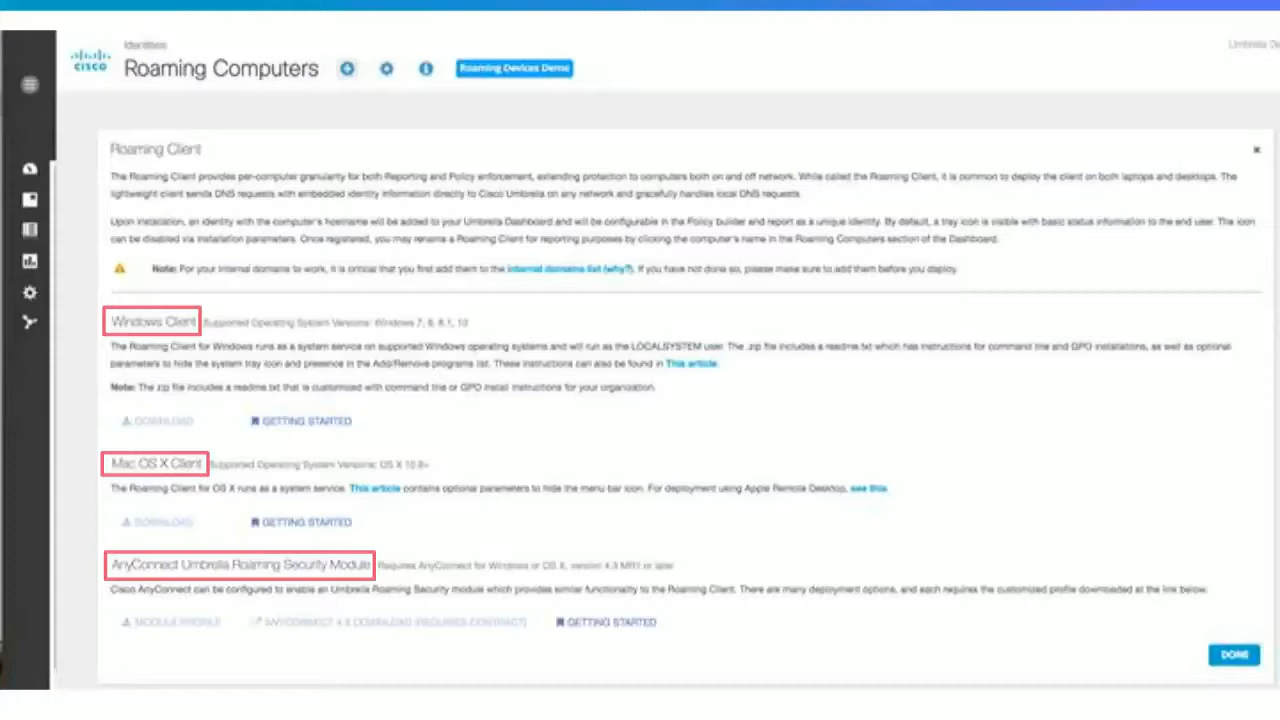 Identities
Umbrella De
CISCO
Roaming Computers
Roaming Devices Demo
Roaming Client
The Roaming Client provides per-computer granularity for both Reporting and Policy enforcement, extending protection to computers both on and off network. While called the Roaming Client, it is common to deploy the client on both laptops and desktops. The
lightweight client sends DNS requests with embedded identity information directly to Cisco Umbrella on any network and gracefully handles local DNS requests.
Upon installation, an identity with the computer's hostname will be added to your Umbrella Dashboard and will be configurable in the Policy builder and report as a unique identity. By default, a tray icon is visible with basic status information to the end user. The icon
can be disabled via installation parameters. Once registered, you may rename a Roaming Client for reporting purposes by clicking the computer's name in the Roaming Computers section of the Dashboard.
Note: For your internal domains to work, it is critical that you first add them to the internal domains list (why?). If you have not done so, please make sure to add them before you deploy.
Windows Client Supported Operating System Versions: Windows 7, 8, 8.1, 10
The Roaming Client for Windows runs as a system service on supported Windows operating systems and will run as the LOCALSYSTEM user. The .zip file includes a readme.txt which has instructions for command line and GPO installations, as well as optional
parameters to hide the system tray icon and presence in the Add/Remove programs list. These instructions can also be found in This article.
Note: The zip file includes a readme.txt that is customized with command line or GPO install instructions for your organization.
DOWNLOAD GETTING STARTED
Mac OS X Client Supported Operating System Versions: OS X 10.8+
The Roaming Client for OS X runs as a system service. This article contains optional parameters to hide the menu bar icon. For deployment using Apple Remote Desktop, see this.
DOWNLOAD GETTING STARTED
AnyConnect Umbrella Roaming Security Module Requires AnyConnect for Windows or OS X, version 4.3 MR1 or later
Cisco AnyConnect can be configured to enable an Umbrella Roaming Security module which provides similar functionality to the Roaming Client. There are many deployment options, and each requires the customized profile downloaded at the link below.
MODULE PROFILE ANYCONNECT 4.X DOWNLOAD (REQUIRES CONTRACT) GETTING STARTED
DONE